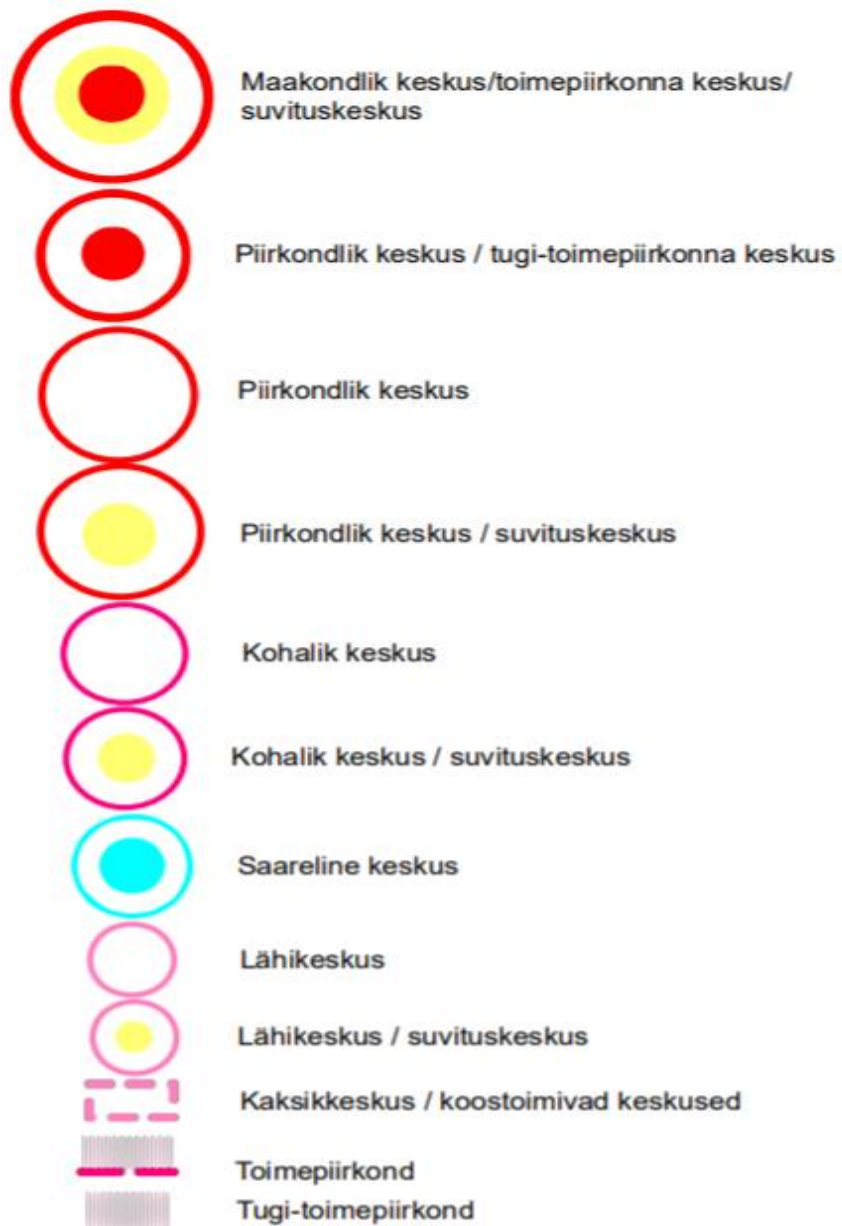 Maakondlik keskus/toimepiirkonna keskus/
suvituskeskus
Piirkondlik keskus / tugi-toimepiirkonna keskus
Piirkondlik keskus
Piirkondlik keskus / suvituskeskus
Kohalik keskus
Kohalik keskus / suvituskeskus
Saareline keskus
Lähikeskus
Lähikeskus / suvituskeskus
Kaksikkeskus / koostoimivad keskused
Toimepiirkond
Tugi-toimepiirkond